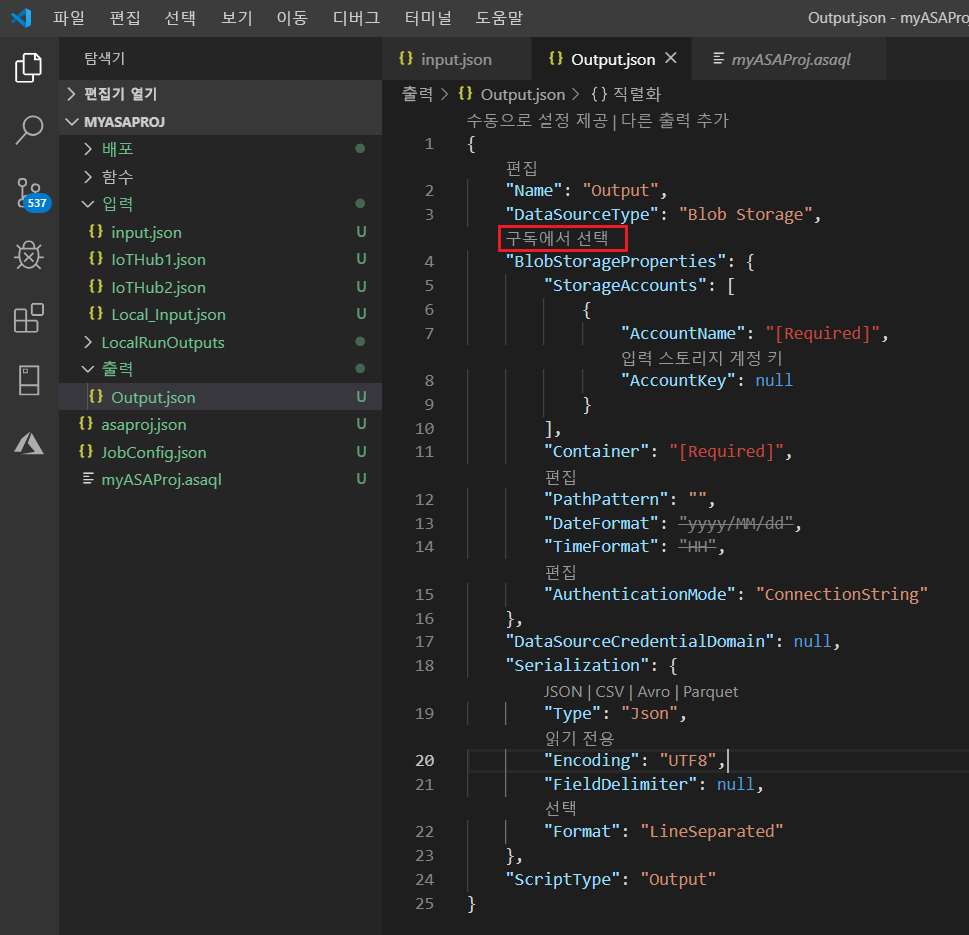 파일 편집 선택 보기 이동 디버그 터미널 도움말 Output.json - myASAPro
탐색기
편집기 열기
MYASAPROJ
배포
함수
입력
input.json U
IoTHub1.json U
IoTHub2.json U
Local_Input.json U
LocalRunOutputs
출력
Output.json U
asaproj.json U
JobConfig.json U
myASAProj.asaql U
537
{} input.json {} Output.json × myASAProj.asaql
출력 > {} Output.json > {} 직렬화
수동으로 설정 제공 | 다른 출력 추가
1 {
편집
2 "Name": "Output",
3 "DataSourceType": "Blob Storage",
구독에서 선택
4 "BlobStorageProperties": {
5 "StorageAccounts": [
6 {
7 "AccountName": "[Required]",
입력 스토리지 계정 키
8 "AccountKey": null
9 }
10 ],
11 "Container": "[Required]",
편집
12 "PathPattern": "",
13 "DateFormat": "yyyy/MM/dd",
14 "TimeFormat": "HH",
편집
15 "AuthenticationMode": "ConnectionString"
16 },
17 "DataSourceCredentialDomain": null,
18 "Serialization": {
JSON | CSV | Avro | Parquet
19 "Type": "Json",
읽기 전용
20 "Encoding": "UTF8",
21 "FieldDelimiter": null,
선택
22 "Format": "LineSeparated"
23 },
24 "ScriptType": "Output"
25 }